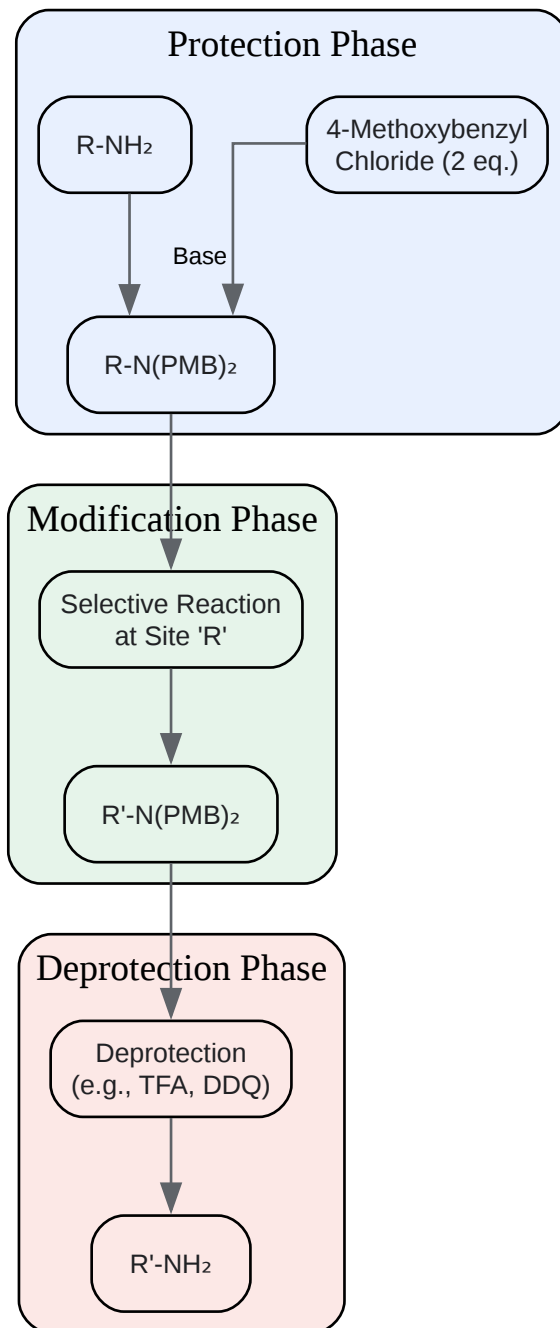 Protection Phase
R-NH₂
4-Methoxybenzyl
Chloride (2 eq.)
Base
R-N(PMB)₂
Modification Phase
Selective Reaction
at Site 'R'
R'-N(PMB)₂
Deprotection Phase
Deprotection
(e.g., TFA, DDQ)
R'-NH₂